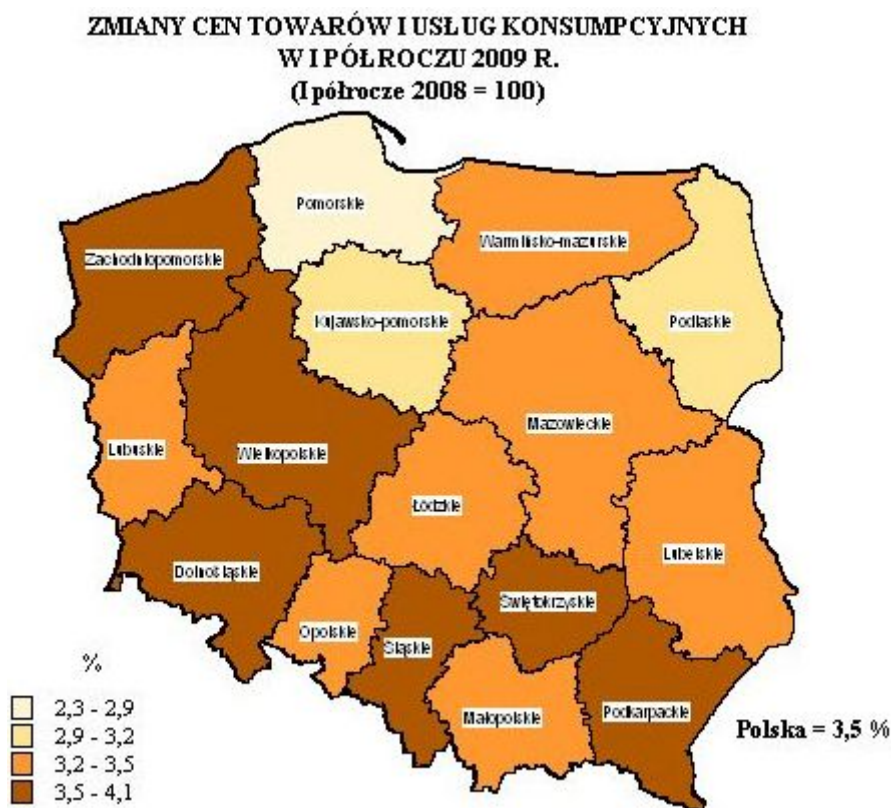 ZMIANY CEN TOWARÓW I USŁUG KONSUMPCYJNYCH
W I PÓŁROCZU 2009 R.
(I półrocze 2008 = 100)
Pomorskie
Warmińsko-mazurskie
Zachodniopomorskie
Kujawsko-pomorskie
Podlaskie
Mazowieckie
Lubuskie
Wielkopolskie
Łódzkie
Lubelskie
Dolnośląskie
Świętokrzyskie
Opolskie
Śląskie
Małopolskie
Podkarpackie
Polska = 3,5 %
%
2,3 - 2,9
2,9 - 3,2
3,2 - 3,5
3,5 - 4,1